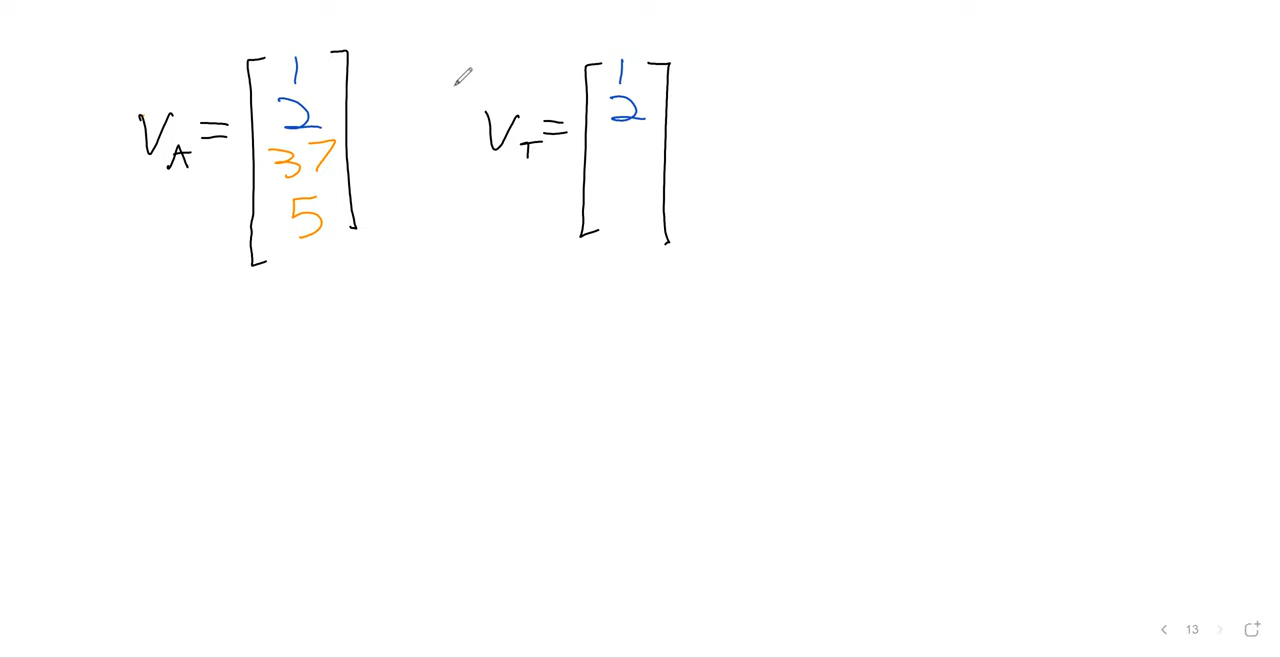 V_A = [1
2
37
5]
V_T = [1
2]
13